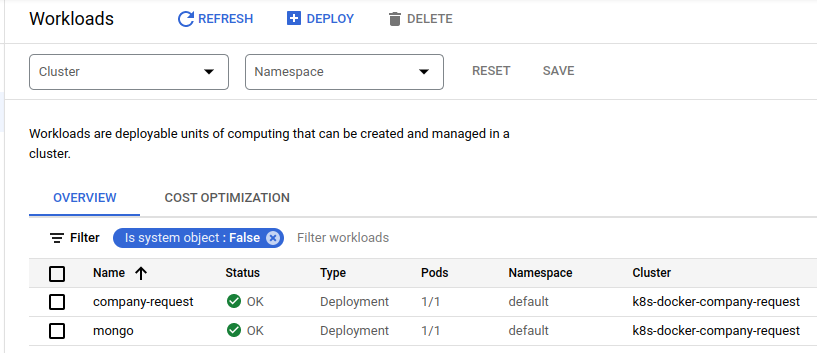 Workloads REFRESH DEPLOY DELETE
Cluster Namespace RESET SAVE
Workloads are deployable units of computing that can be created and managed in a
cluster.
OVERVIEW COST OPTIMIZATION
Filter Is system object : False Filter workloads
Name Status Type Pods Namespace Cluster
company-request OK Deployment 1/1 default k8s-docker-company-request
mongo OK Deployment 1/1 default k8s-docker-company-request